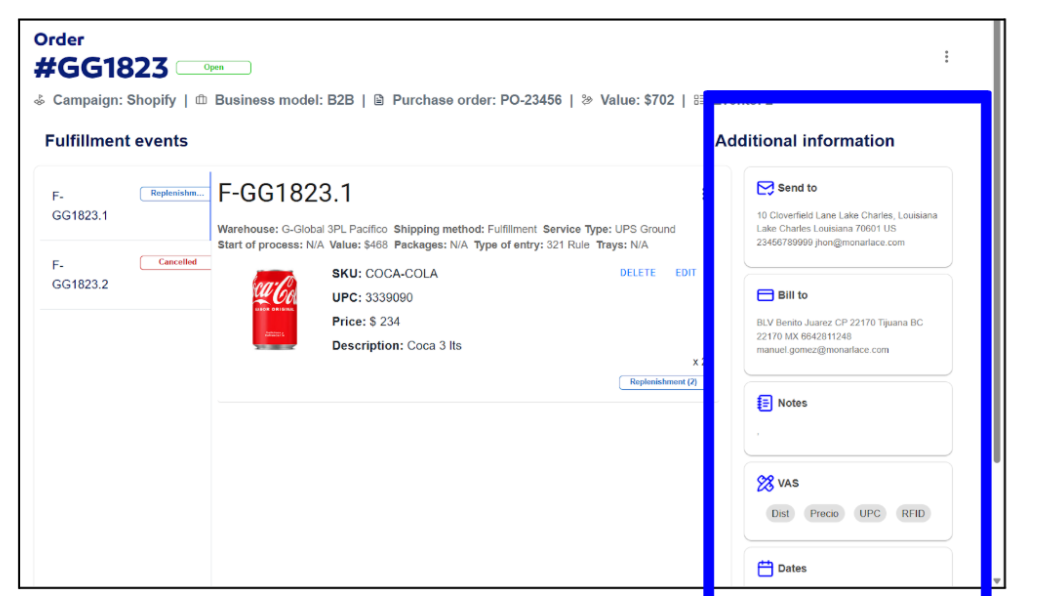 Order
#GG1823 Open
Campaign: Shopify | Business model: B2B | Purchase order: PO-23456 | Value: $702 |
Fulfillment events
Additional information
F-GG1823.1
Replenishm...
F-GG1823.2
Cancelled
F-GG1823.1
Warehouse: G-Global 3PL Pacífico Shipping method: Fulfillment Service Type: UPS Ground
Start of process: N/A Value: $468 Packages: N/A Type of entry: 321 Rule Trays: N/A
Coca-Cola
SKU: COCA-COLA
DELETE EDIT
UPC: 3339090
Price: $ 234
Description: Coca 3 lts
x
Replenishment (2)
Send to
10 Cloverfield Lane Lake Charles, Louisiana
Lake Charles Louisiana 70601 US
23456789999 jhon@monarlace.com
Bill to
BLV Benito Juarez CP 22170 Tijuana BC
22170 MX 6642811248
manuel.gomez@monarlace.com
Notes
.
VAS
Dist Precio UPC RFID
Dates